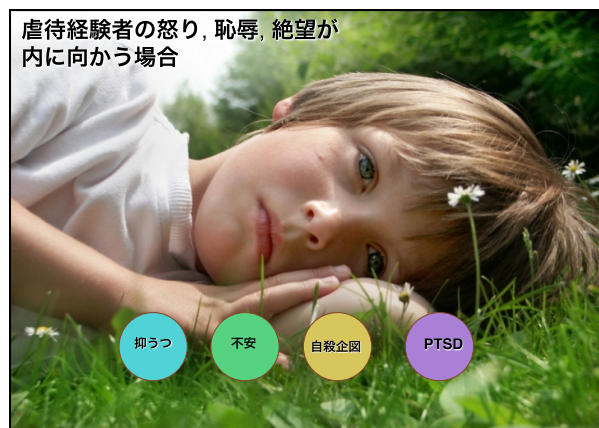 虐待経験者の怒り, 恥辱, 絶望が
内に向かう場合
抑うつ
不安
自殺企図
PTSD